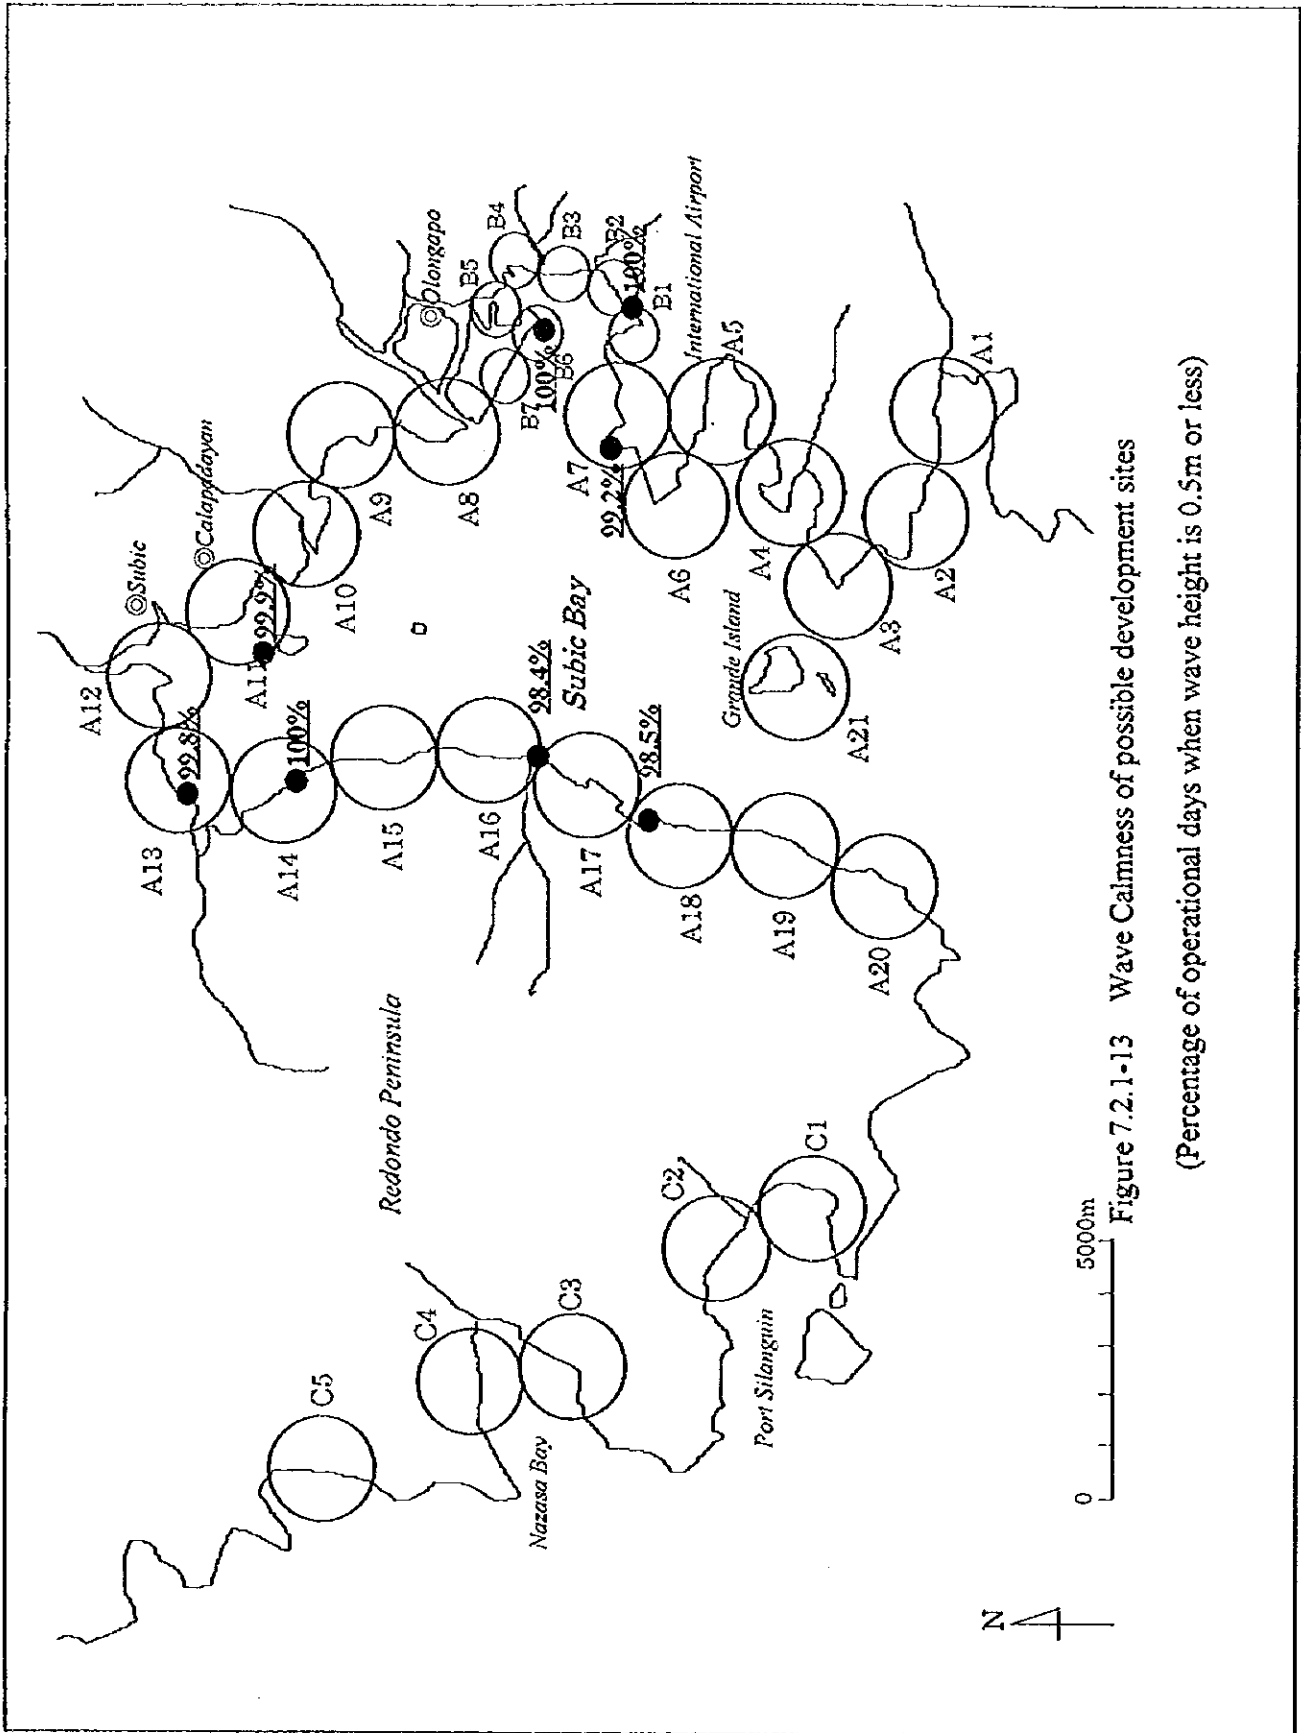 Subic
Calapddayan
Olongapo
A12
A13
99.8%
A11
99.9%
A10
A9
A8
A14
100%
A15
A16
98.4%
Subic Bay
A17
98.5%
A18
A19
A20
B5
B4
B3
B2
100%
B1
B7
100%
B6
A7
99.2%
International Airport
A5
A6
A4
A3
A2
A1
Grande Island
A21
Redondo Peninsula
C5
C4
C3
C2
C1
Nazasa Bay
Port Silanguin
N
0
5000m
Figure 7.2.1-13 Wave Calmness of possible development sites
(Percentage of operational days when wave height is 0.5m or less)